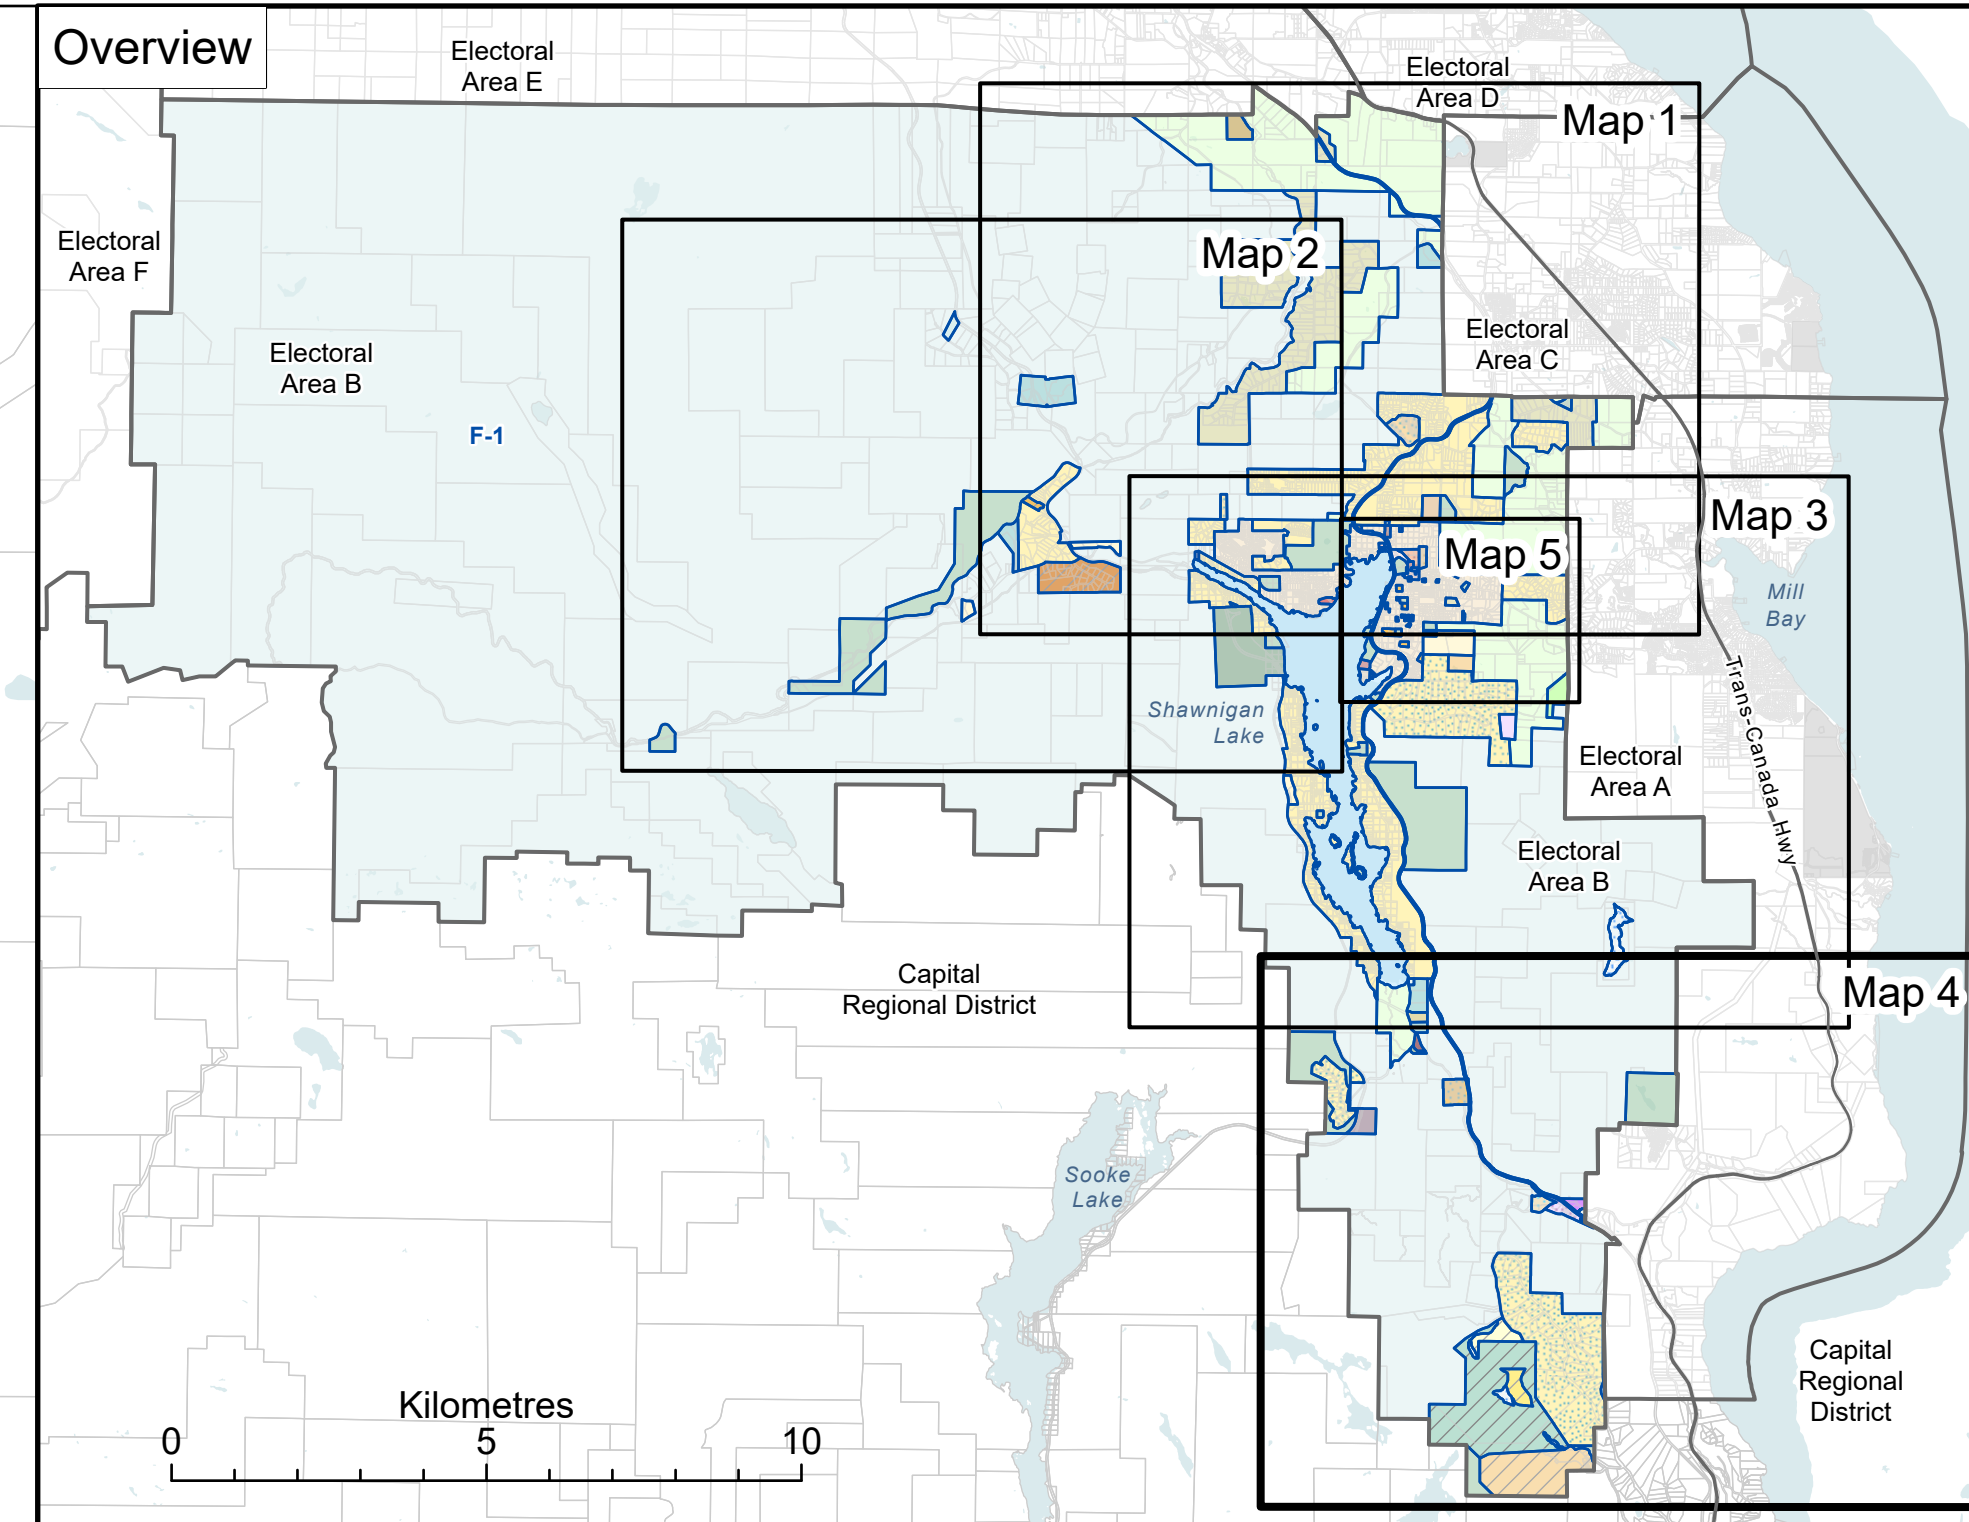 Overview
Electoral
Area E
Electoral
Area D
Map 1
Electoral
Area F
Map 2
Electoral
Area C
Electoral
Area B
F-1
Map 3
Map 5
Mill
Bay
Shawnigan
Lake
Trans-Canada Hwy
Electoral
Area A
Electoral
Area B
Capital
Regional District
Map 4
Sooke
Lake
Capital
Regional
District
Kilometres
0 5 10